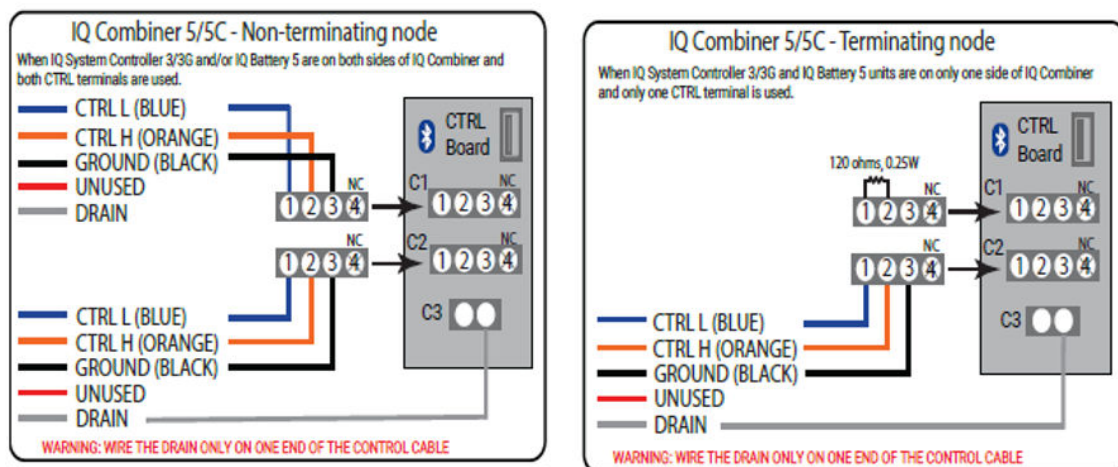 IQ Combiner 5/5C - Non-terminating node
When IQ System Controller 3/3G and/or IQ Battery 5 are on both sides of IQ Combiner and
both CTRL terminals are used.
CTRL L (BLUE)
CTRL H (ORANGE)
GROUND (BLACK)
UNUSED
DRAIN
CTRL
Board
NC
1 2 3 4
C1
NC
1 2 3 4
NC
1 2 3 4
C2
NC
1 2 3 4
C3
CTRL L (BLUE)
CTRL H (ORANGE)
GROUND (BLACK)
UNUSED
DRAIN
WARNING: WIRE THE DRAIN ONLY ON ONE END OF THE CONTROL CABLE
IQ Combiner 5/5C - Terminating node
When IQ System Controller 3/3G and IQ Battery 5 units are on only one side of IQ Combiner
and only one CTRL terminal is used.
CTRL
Board
120 ohms, 0.25W
NC
1 2 3 4
C1
NC
1 2 3 4
NC
1 2 3 4
C2
NC
1 2 3 4
C3
CTRL L (BLUE)
CTRL H (ORANGE)
GROUND (BLACK)
UNUSED
DRAIN
WARNING: WIRE THE DRAIN ONLY ON ONE END OF THE CONTROL CABLE